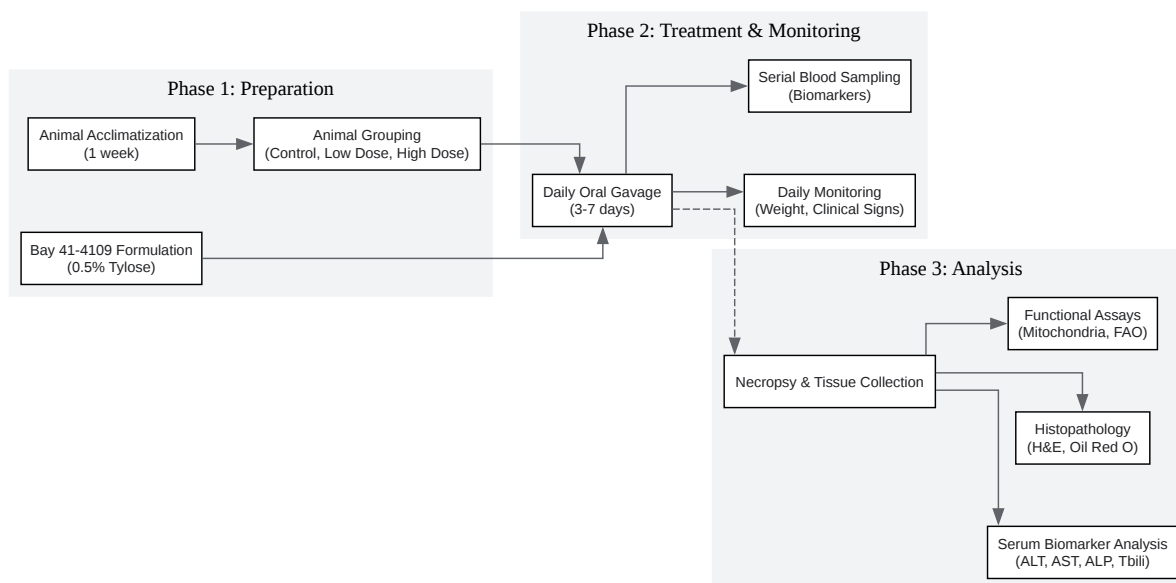 Phase 1: Preparation
Animal Acclimatization
(1 week)
Animal Grouping
(Control, Low Dose, High Dose)
Bay 41-4109 Formulation
(0.5% Tylose)
Phase 2: Treatment & Monitoring
Serial Blood Sampling
(Biomarkers)
Daily Oral Gavage
(3-7 days)
Daily Monitoring
(Weight, Clinical Signs)
Phase 3: Analysis
Functional Assays
(Mitochondria, FAO)
Necropsy & Tissue Collection
Histopathology
(H&E, Oil Red O)
Serum Biomarker Analysis
(ALT, AST, ALP, Tbili)